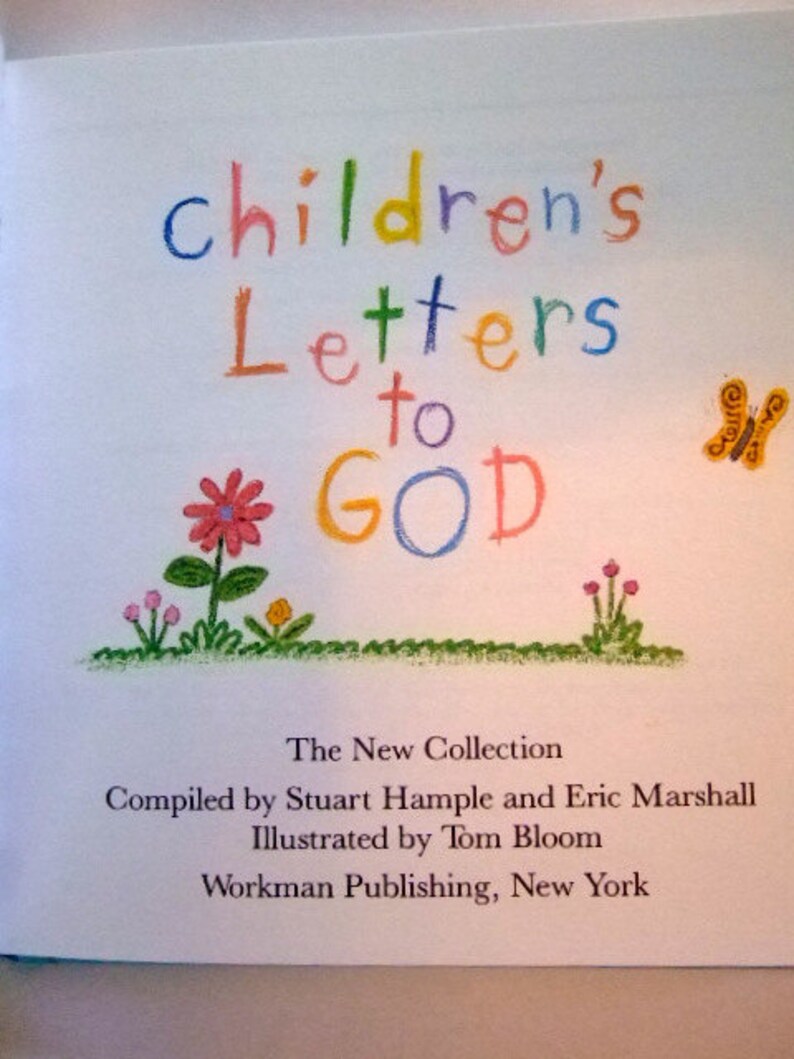 children's
Letters
to
GOD
The New Collection
Compiled by Stuart Hample and Eric Marshall
Illustrated by Tom Bloom
Workman Publishing, New York